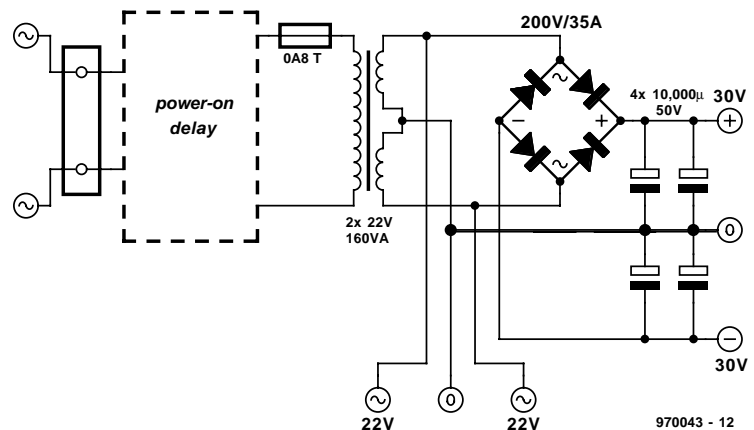 200V/35A
0A8 T
power-on
delay
4x 10,000µ
50V
30V
+
−
+
0
2x 22V
160VA
−
30V
22V
0
22V
970043 - 12